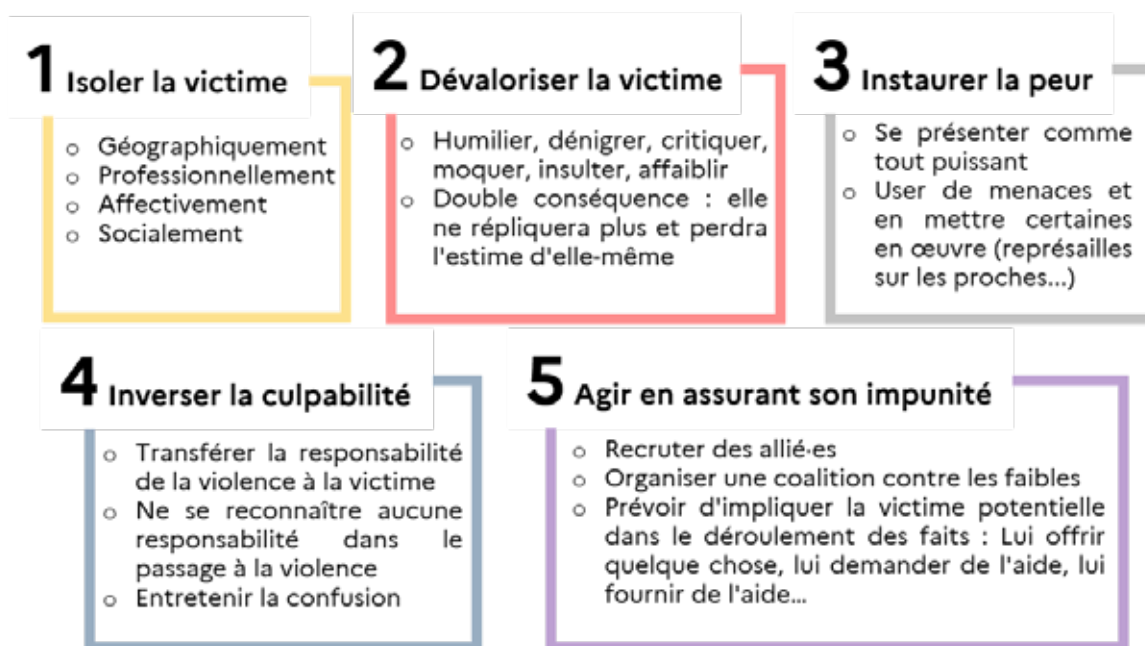 1 Isoler la victime
o Géographiquement
o Professionnellement
o Affectivement
o Socialement
2 Dévaloriser la victime
o Humilier, dénigrer, critiquer,
moquer, insulter, affaiblir
o Double conséquence : elle
ne répliquera plus et perdra
l'estime d'elle-même
3 Instaurer la peur
o Se présenter comme
tout puissant
o User de menaces et
en mettre certaines
en œuvre (représailles
sur les proches...)
4 Inverser la culpabilité
o Transférer la responsabilité
de la violence à la victime
o Ne se reconnaître aucune
responsabilité dans le
passage à la violence
o Entretenir la confusion
5 Agir en assurant son impunité
o Recruter des allié·es
o Organiser une coalition contre les faibles
o Prévoir d'impliquer la victime potentielle
dans le déroulement des faits : Lui offrir
quelque chose, lui demander de l'aide, lui
fournir de l'aide...